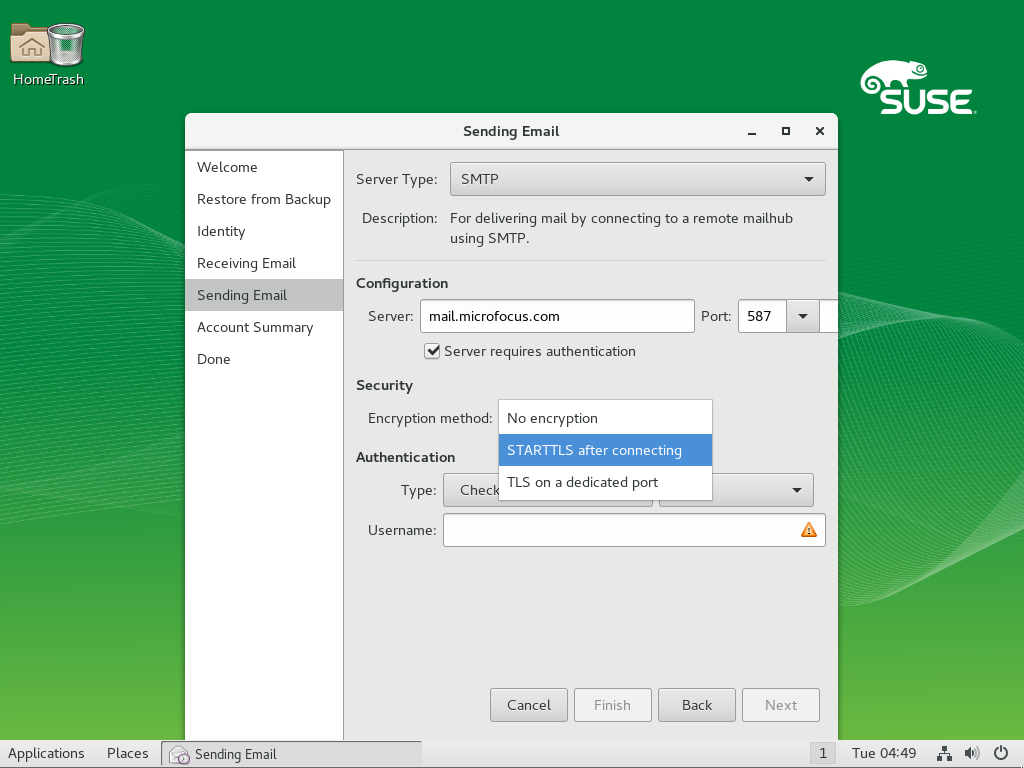 HomeTrash
SUSE
Sending Email
Welcome
Restore from Backup
Identity
Receiving Email
Sending Email
Account Summary
Done
Server Type: SMTP
Description: For delivering mail by connecting to a remote mailhub
using SMTP.
Configuration
Server: mail.microfocus.com Port: 587
Server requires authentication
Security
Encryption method: No encryption
STARTTLS after connecting
TLS on a dedicated port
Authentication
Type: Check
Username:
Cancel Finish Back Next
Applications Places Sending Email 1 Tue 04:49